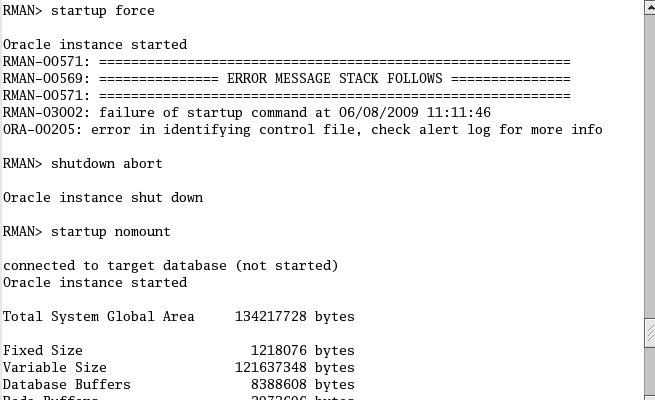 RMAN> startup force
Oracle instance started
RMAN-00571: ===========================================================
RMAN-00569: =============== ERROR MESSAGE STACK FOLLOWS ===============
RMAN-00571: ===========================================================
RMAN-03002: failure of startup command at 06/08/2009 11:11:46
ORA-00205: error in identifying control file, check alert log for more info
RMAN> shutdown abort
Oracle instance shut down
RMAN> startup nomount
connected to target database (not started)
Oracle instance started
Total System Global Area     134217728 bytes
Fixed Size                     1218076 bytes
Variable Size                121637348 bytes
Database Buffers               8388608 bytes